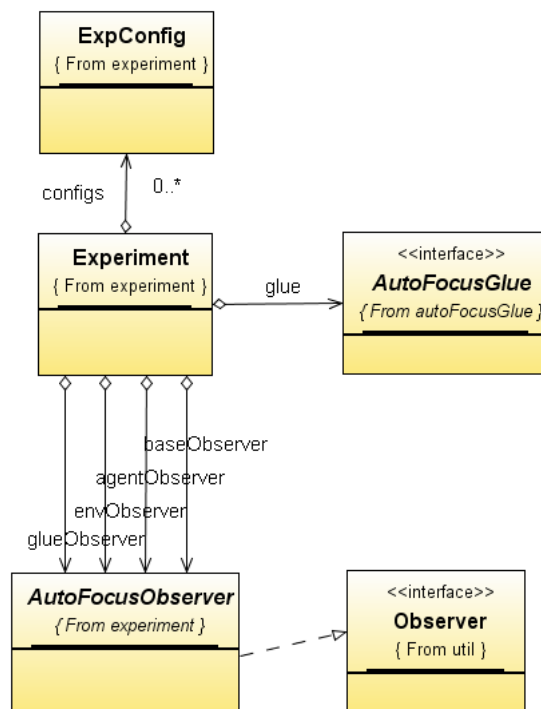 ExpConfig
{ From experiment }
configs
0..*
Experiment
{ From experiment }
glue
<<interface>>
AutoFocusGlue
{ From autoFocusGlue }
baseObserver
agentObserver
envObserver
glueObserver
AutoFocusObserver
{ From experiment }
<<interface>>
Observer
{ From util }